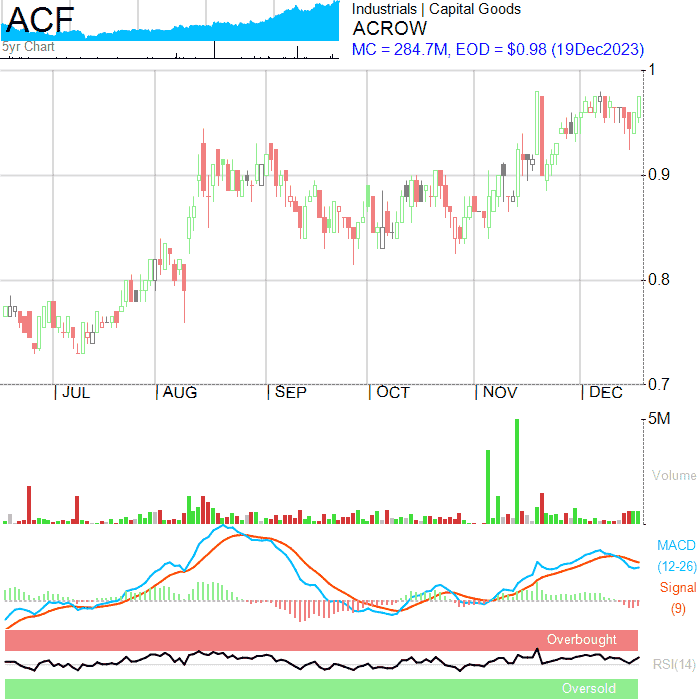 ACF
5yr Chart
Industrials | Capital Goods
ACROW
MC = 284.7M, EOD = $0.98 (19Dec2023)
1
0.9
0.8
0.7
| JUL | AUG | SEP | OCT | NOV | DEC
5M
Volume
MACD
(12-26)
Signal
(9)
Overbought
RSI(14)
Oversold